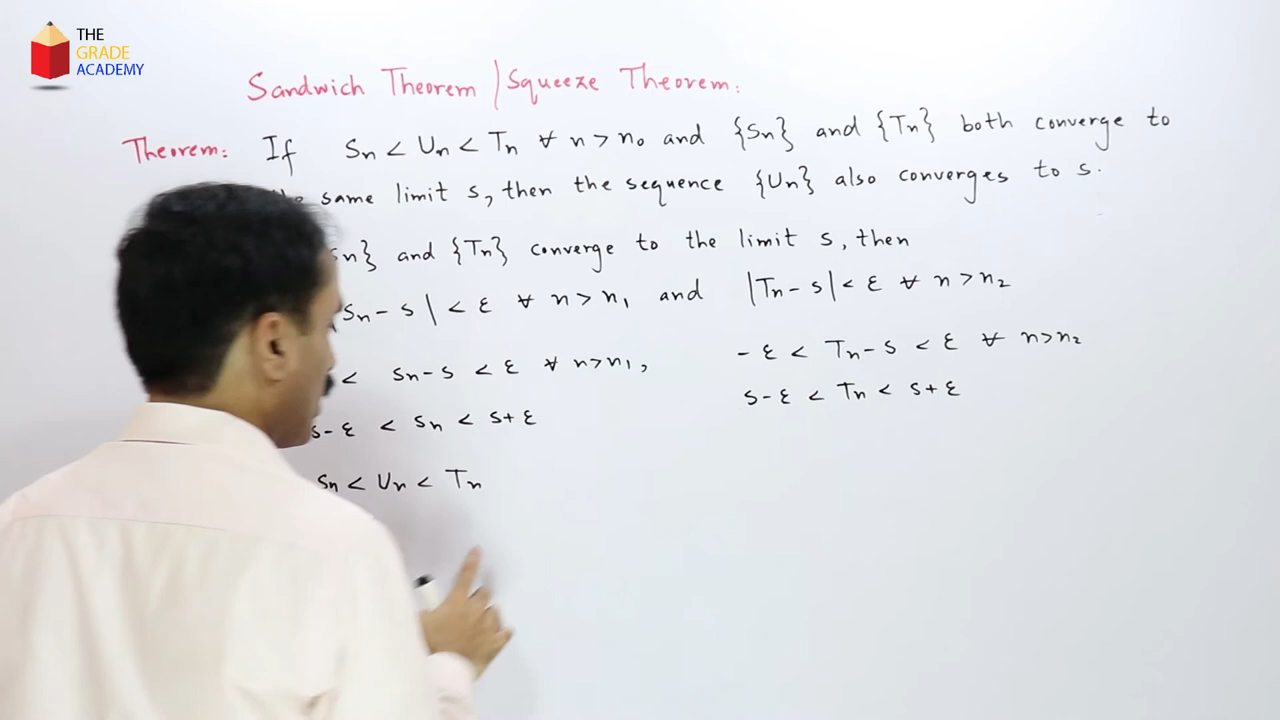 THE
GRADE
ACADEMY
Sandwich Theorem / Squeeze Theorem:
Theorem: If Sn < Un < Tn ∀ n > n₀ and {Sn} and {Tn} both converge to
same limit s, then the sequence {Un} also converges to s.
n} and {Tn} converge to the limit s, then
Sn - s | < ε ∀ n > n₁ and |Tn - s| < ε ∀ n > n₂
< Sn - s < ε ∀ n > n₁, - ε < Tn - s < ε ∀ n > n₂
s - ε < Sn < s + ε s - ε < Tn < s + ε
Sn < Un < Tn